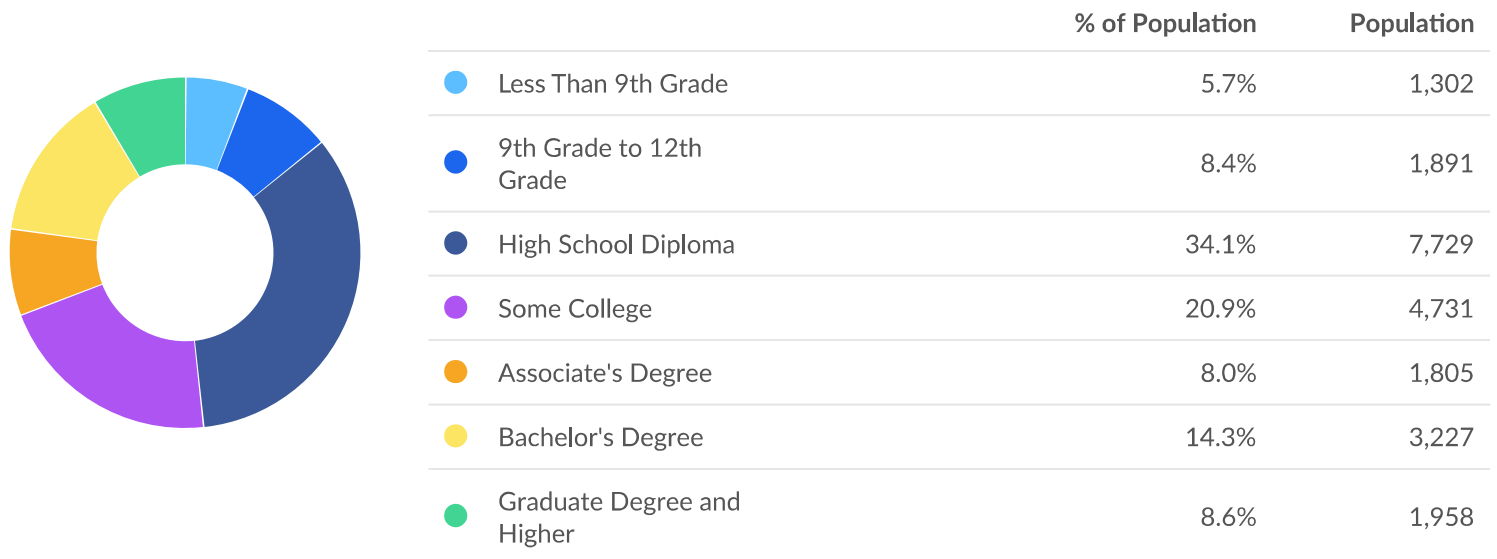 % of Population Population
Less Than 9th Grade 5.7% 1,302
9th Grade to 12th
Grade 8.4% 1,891
High School Diploma 34.1% 7,729
Some College 20.9% 4,731
Associate's Degree 8.0% 1,805
Bachelor's Degree 14.3% 3,227
Graduate Degree and
Higher 8.6% 1,958